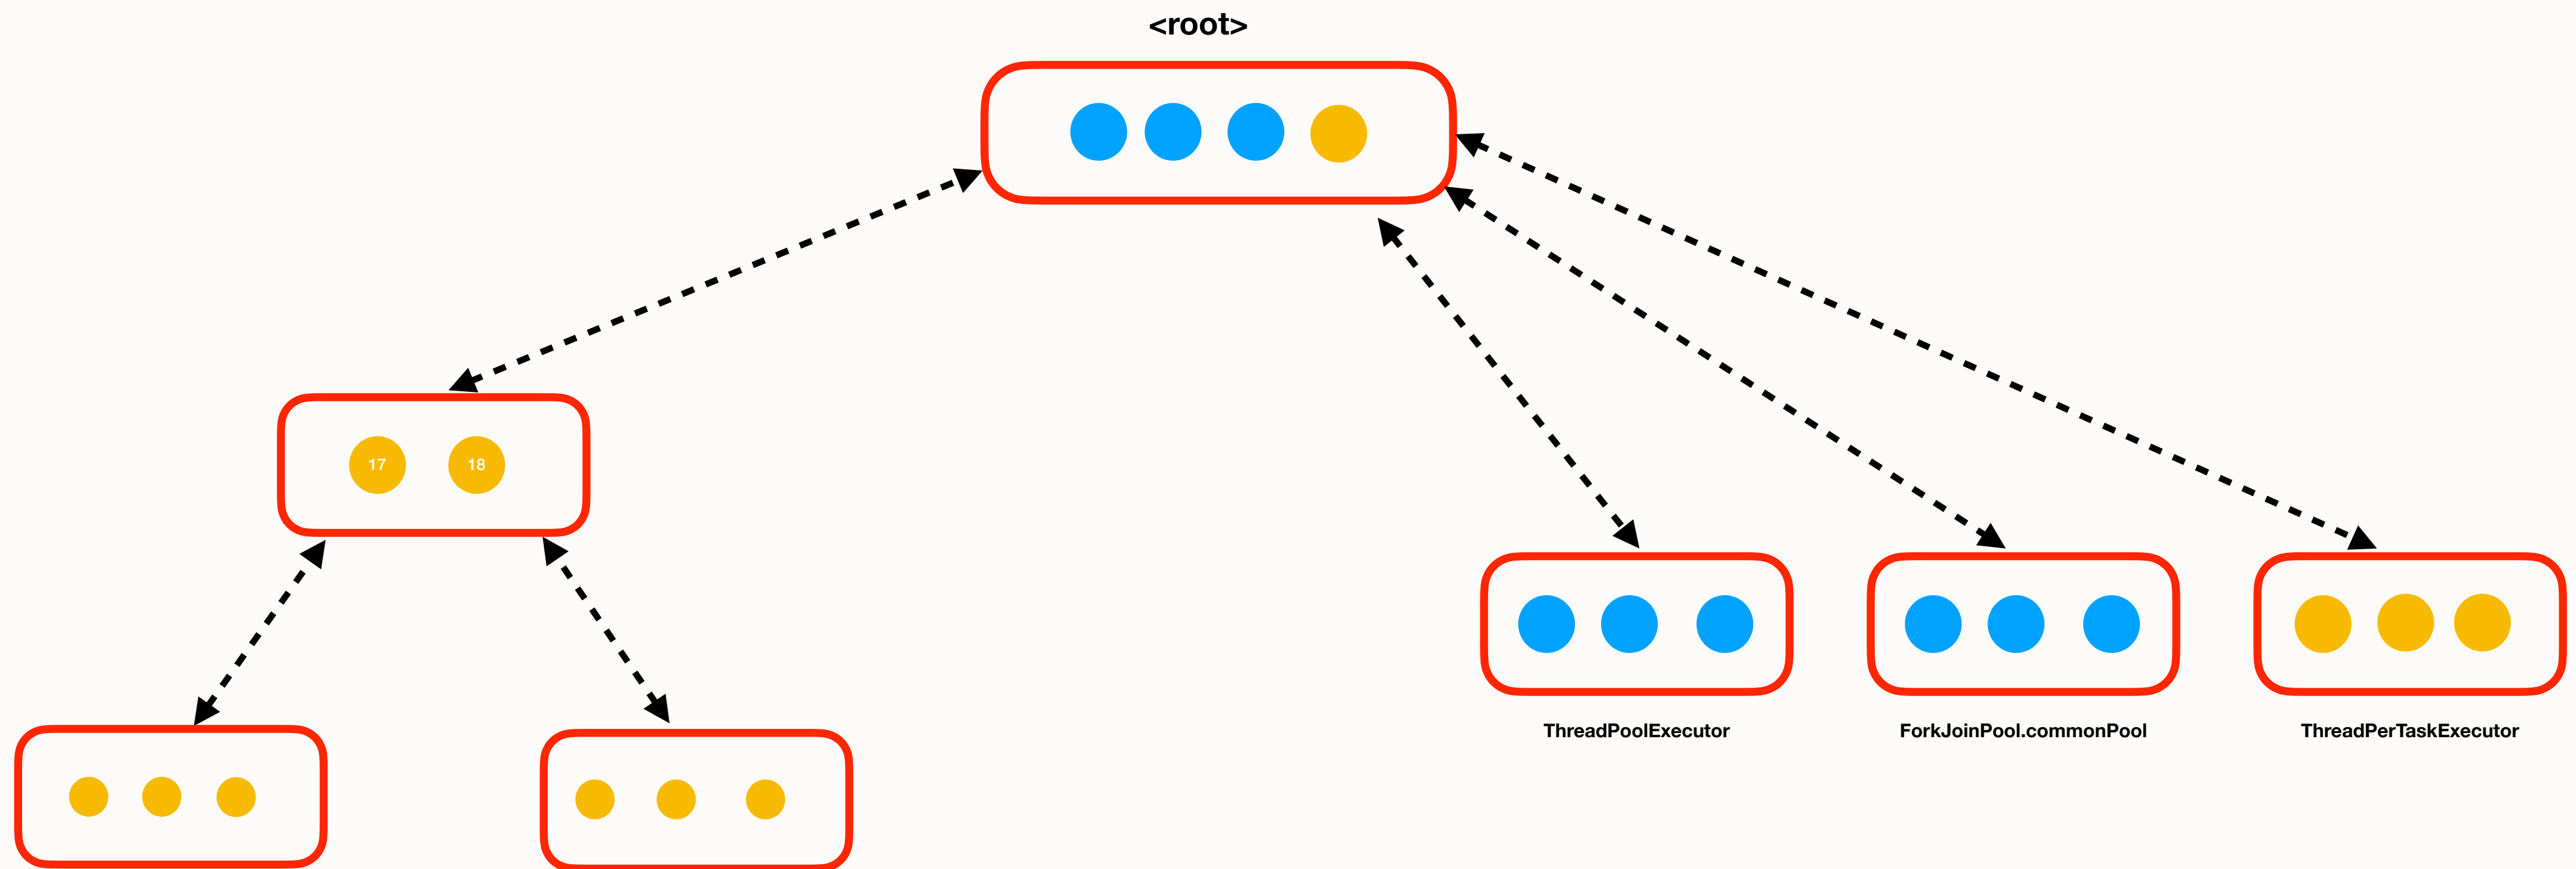 <root>
17
18
ThreadPoolExecutor
ForkJoinPool.commonPool
ThreadPerTaskExecutor